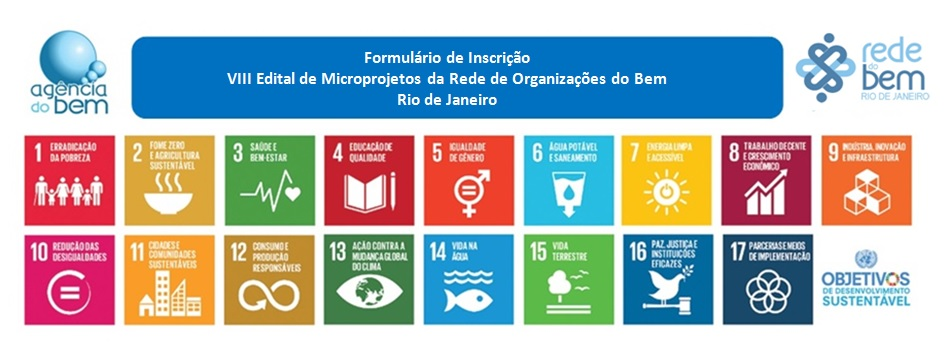 agência
do bem
Formulário de Inscrição
VIII Edital de Microprojetos da Rede de Organizações do Bem
Rio de Janeiro
rede
do
bem
RIO DE JANEIRO
1 ERRADICAÇÃO
DA POBREZA
2 FOME ZERO
E AGRICULTURA
SUSTENTÁVEL
3 SAÚDE E
BEM-ESTAR
4 EDUCAÇÃO DE
QUALIDADE
5 IGUALDADE
DE GÊNERO
6 ÁGUA POTÁVEL
E SANEAMENTO
7 ENERGIA LIMPA
E ACESSÍVEL
8 TRABALHO DECENTE
E CRESCIMENTO
ECONÔMICO
9 INDÚSTRIA, INOVAÇÃO
E INFRAESTRUTURA
10 REDUÇÃO DAS
DESIGUALDADES
11 CIDADES E
COMUNIDADES
SUSTENTÁVEIS
12 CONSUMO E
PRODUÇÃO
RESPONSÁVEIS
13 AÇÃO CONTRA A
MUDANÇA GLOBAL
DO CLIMA
14 VIDA NA
ÁGUA
15 VIDA
TERRESTRE
16 PAZ, JUSTIÇA E
INSTITUIÇÕES
EFICAZES
17 PARCERIAS E MEIOS
DE IMPLEMENTAÇÃO
OBJETIVOS
DE DESENVOLVIMENTO
SUSTENTÁVEL